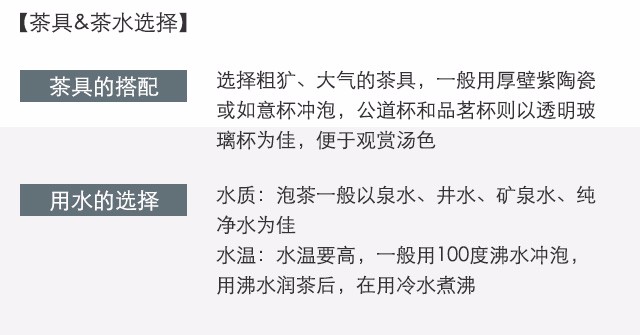 【茶具&茶水选择】
茶具的搭配
选择粗犷、大气的茶具，一般用厚壁紫陶瓷
或如意杯冲泡，公道杯和品茗杯则以透明玻
璃杯为佳，便于观赏汤色
用水的选择
水质：泡茶一般以泉水、井水、矿泉水、纯
净水为佳
水温：水温要高，一般用100度沸水冲泡，
用沸水润茶后，在用冷水煮沸